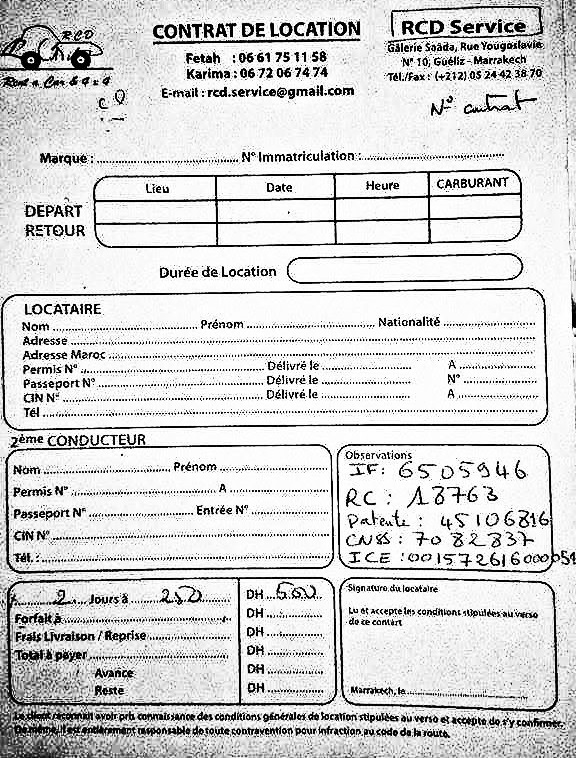 RCD
Rent a Car & 4 x 4
CONTRAT DE LOCATION
Fetah : 06 61 75 11 58
Karima : 06 72 06 74 74
E-mail : rcd.service@gmail.com
RCD Service
Galerie Saâda, Rue Yougoslavie
N° 10, Guéliz - Marrakech
Tél./Fax : (+212) 05 24 42 38 70
N° contrat
Marque : N° Immatriculation :
Lieu Date Heure CARBURANT
DEPART
RETOUR
Durée de Location
LOCATAIRE
Nom Prénom Nationalité
Adresse
Adresse Maroc
Permis N° Délivré le A
Passeport N° Délivré le N°
CIN N° Délivré le A
Tél
2ème CONDUCTEUR
Nom Prénom
Permis N° A
Passeport N° Entrée N°
CIN N°
Tél. :
Observations
IF: 6505946
RC : 18763
Patente : 45106816
CNSS : 7082837
ICE : 001572616000054
2 Jours à 250 DH 500
Forfait à DH
Frais Livraison / Reprise DH
Total à payer DH
Avance DH
Reste DH
Signature du locataire
Lu et accepte les conditions stipulées au verso
de ce contart
Marrakech, le
Le client reconnait avoir pris connaissance des conditions générales de location stipulées au verso et accepte de s'y confirmer.
De même, il est entièrement responsable de toute contravention pour infraction au code de la route.